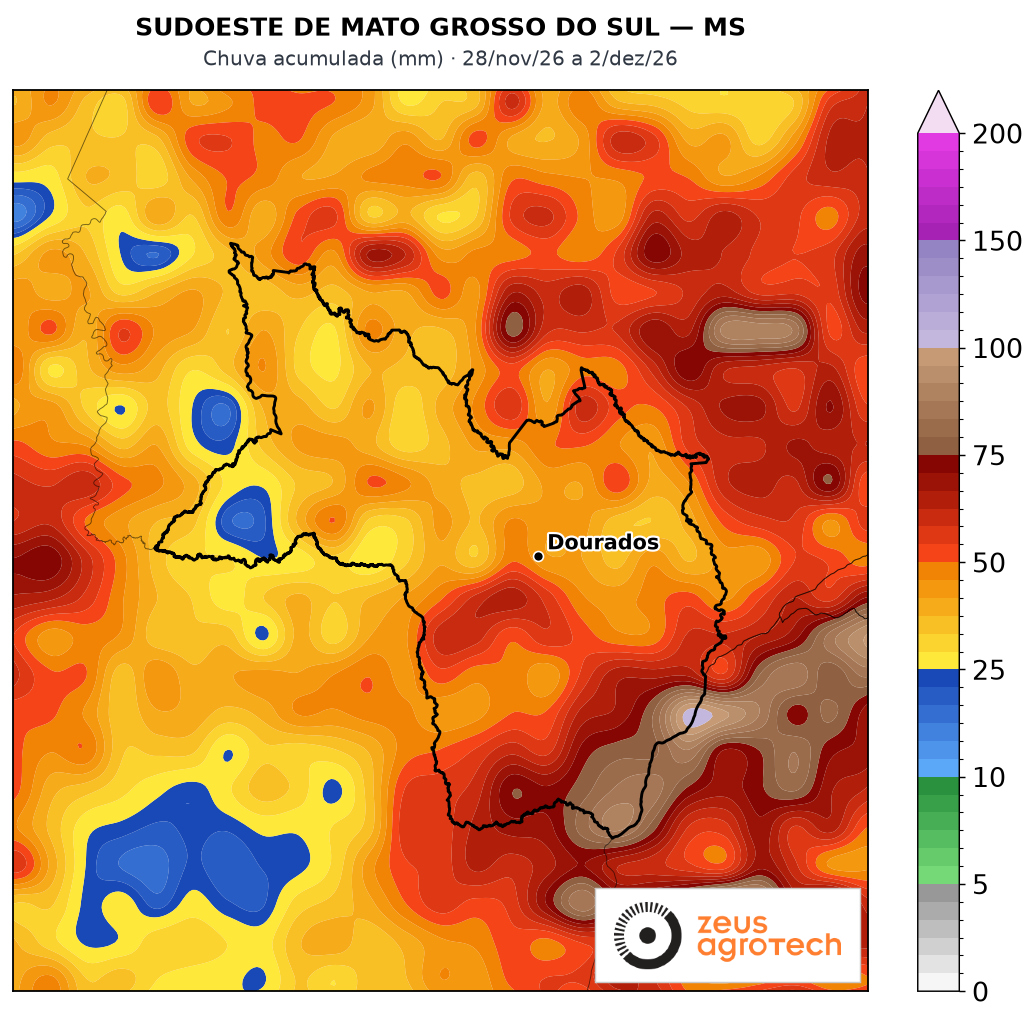 SUDOESTE DE MATO GROSSO DO SUL — MS
Chuva acumulada (mm) · 28/nov/26 a 2/dez/26
200
150
100
75
50
25
10
5
0
Dourados
zeus
agrotech